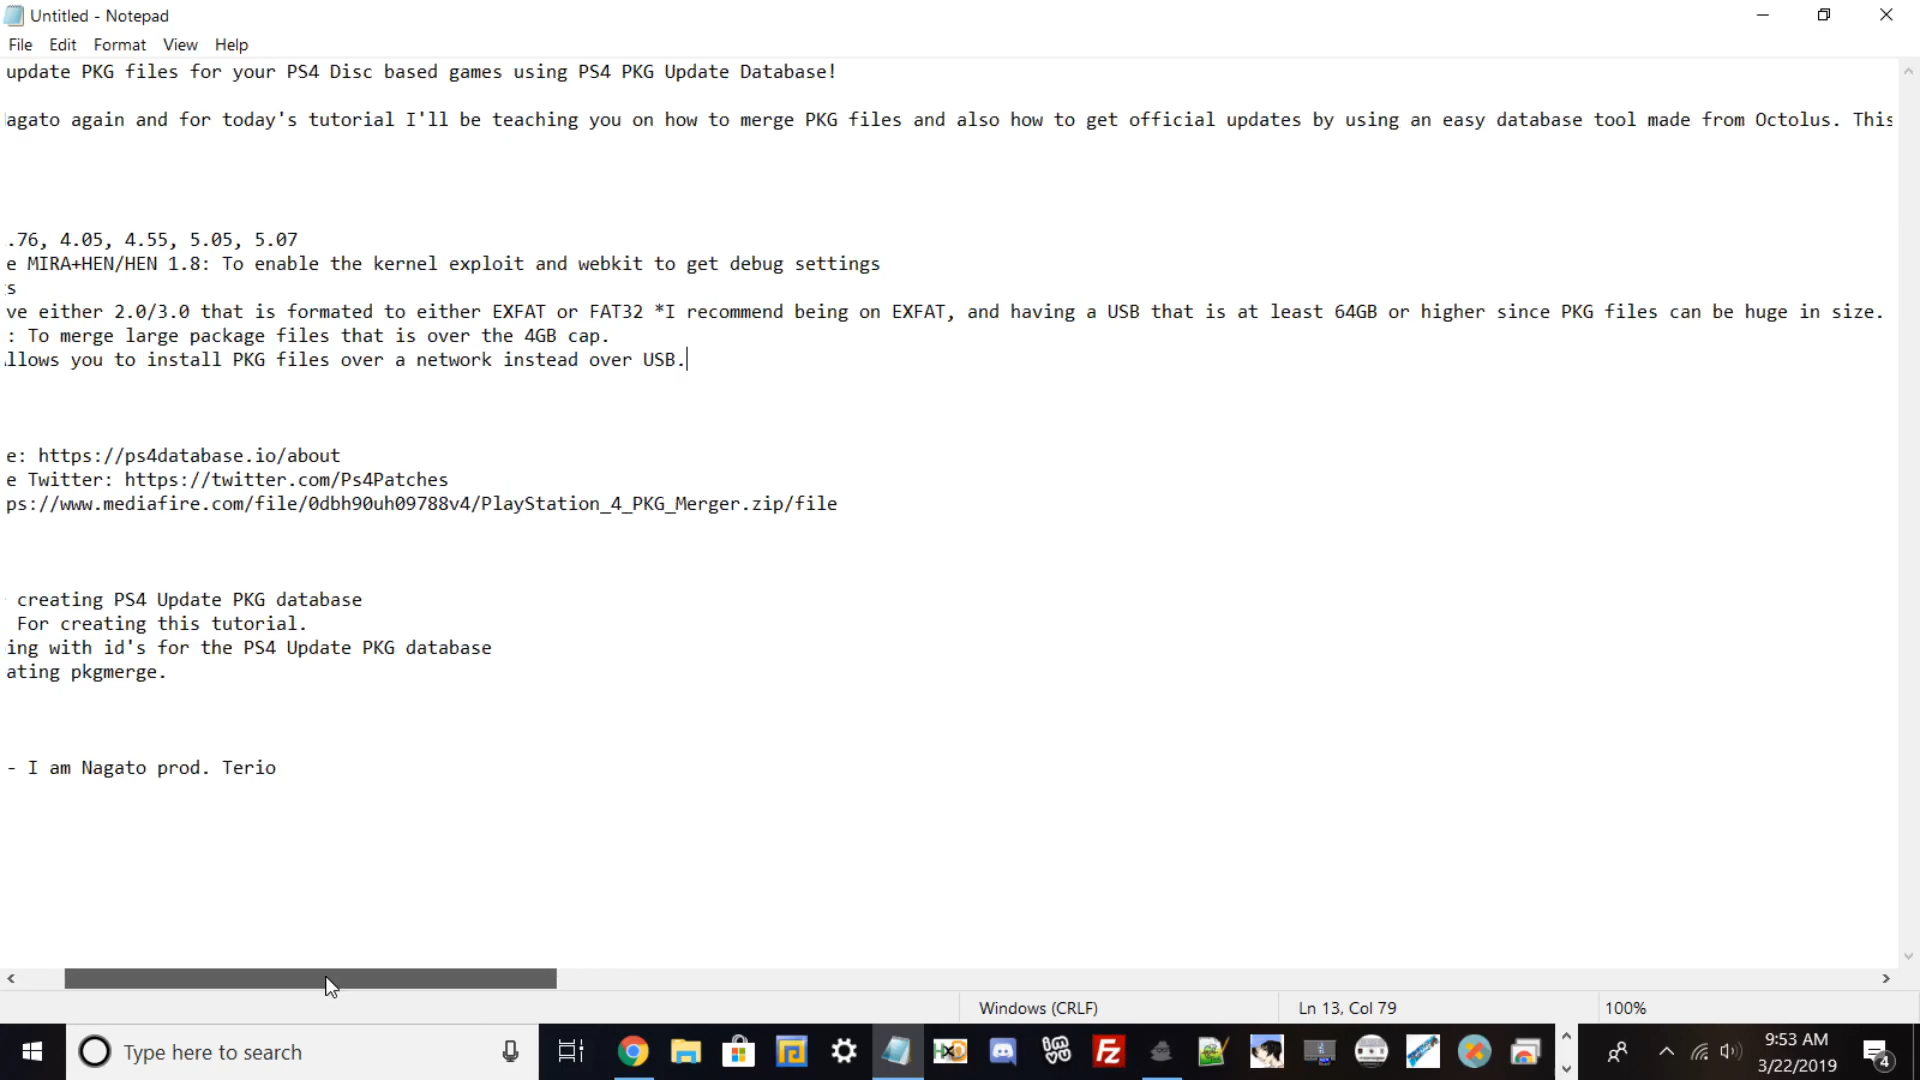 Untitled - Notepad
File Edit Format View Help
update PKG files for your PS4 Disc based games using PS4 PKG Update Database!
agato again and for today's tutorial I'll be teaching you on how to merge PKG files and also how to get official updates by using an easy database tool made from Octolus. This
.76, 4.05, 4.55, 5.05, 5.07
e MIRA+HEN/HEN 1.8: To enable the kernel exploit and webkit to get debug settings
s
ve either 2.0/3.0 that is formated to either EXFAT or FAT32 *I recommend being on EXFAT, and having a USB that is at least 64GB or higher since PKG files can be huge in size.
: To merge large package files that is over the 4GB cap.
llows you to install PKG files over a network instead over USB.
e: https://ps4database.io/about
e Twitter: https://twitter.com/Ps4Patches
ps://www.mediafire.com/file/0dbh90uh09788v4/PlayStation_4_PKG_Merger.zip/file
creating PS4 Update PKG database
For creating this tutorial.
ing with id's for the PS4 Update PKG database
ating pkgmerge.
- I am Nagato prod. Terio
Windows (CRLF) Ln 13, Col 79 100%
Type here to search
9:53 AM
3/22/2019
4